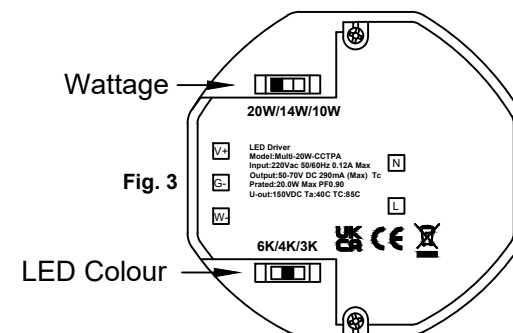 Wattage
20W/14W/10W
V+
G-
W-
Fig. 3
LED Driver
Model:Multi-20W-CCTPA
Input:220Vac 50/60Hz 0.12A Max
Output:50-70V DC 290mA (Max) Tc
Prated:20.0W Max PF0.90
U-out:150VDC Ta:40C TC:85C
N
L
UK
CA
CE
6K/4K/3K
LED Colour